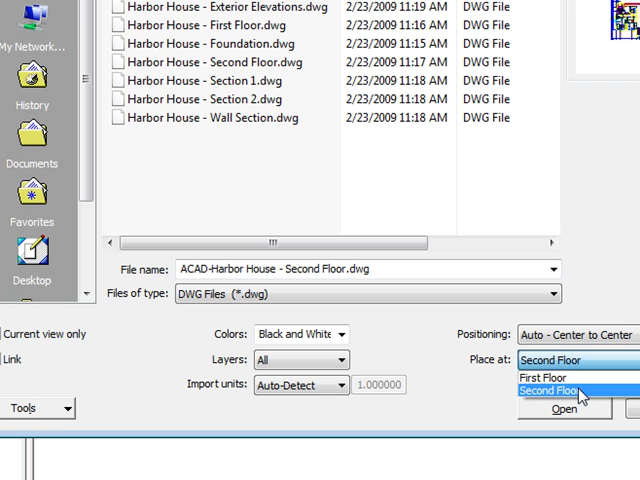 Harbor House - Exterior Elevations.dwg 2/23/2009 11:19 AM DWG File
My Network...
Harbor House - First Floor.dwg 2/23/2009 11:16 AM DWG File
Harbor House - Foundation.dwg 2/23/2009 11:15 AM DWG File
Harbor House - Second Floor.dwg 2/23/2009 11:17 AM DWG File
Harbor House - Section 1.dwg 2/23/2009 11:18 AM DWG File
Harbor House - Section 2.dwg 2/23/2009 11:18 AM DWG File
History
Harbor House - Wall Section.dwg 2/23/2009 11:18 AM DWG File
Documents
Favorites
Desktop
File name: ACAD-Harbor House - Second Floor.dwg
Files of type: DWG Files (*.dwg)
Current view only Colors: Black and White Positioning: Auto - Center to Center
Link Layers: All Place at: Second Floor
First Floor
Import units: Auto-Detect 1.000000
Second Floor
Tools Open